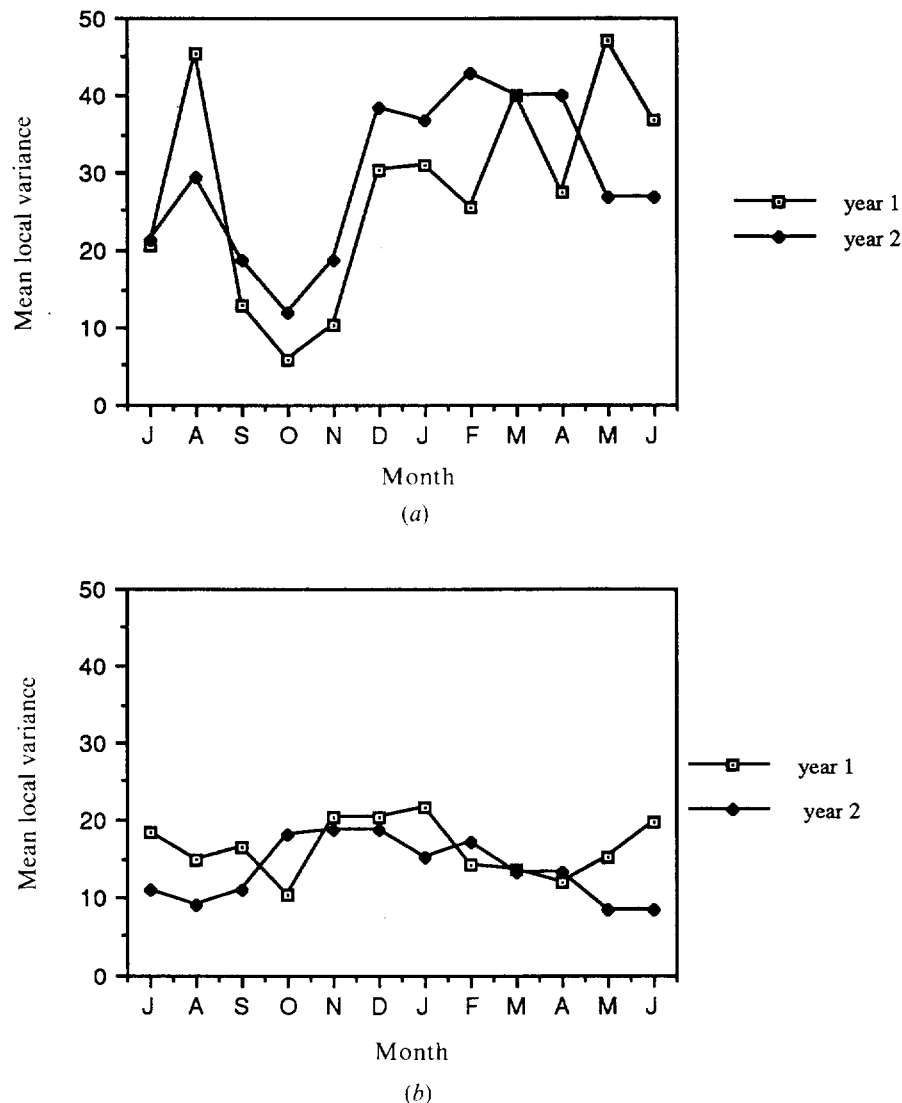 50
40
30
20
10
0
Mean local variance
J A S O N D J F M A M J
Month
(a)
year 1
year 2
50
40
30
20
10
0
Mean local variance
J A S O N D J F M A M J
Month
(b)
year 1
year 2